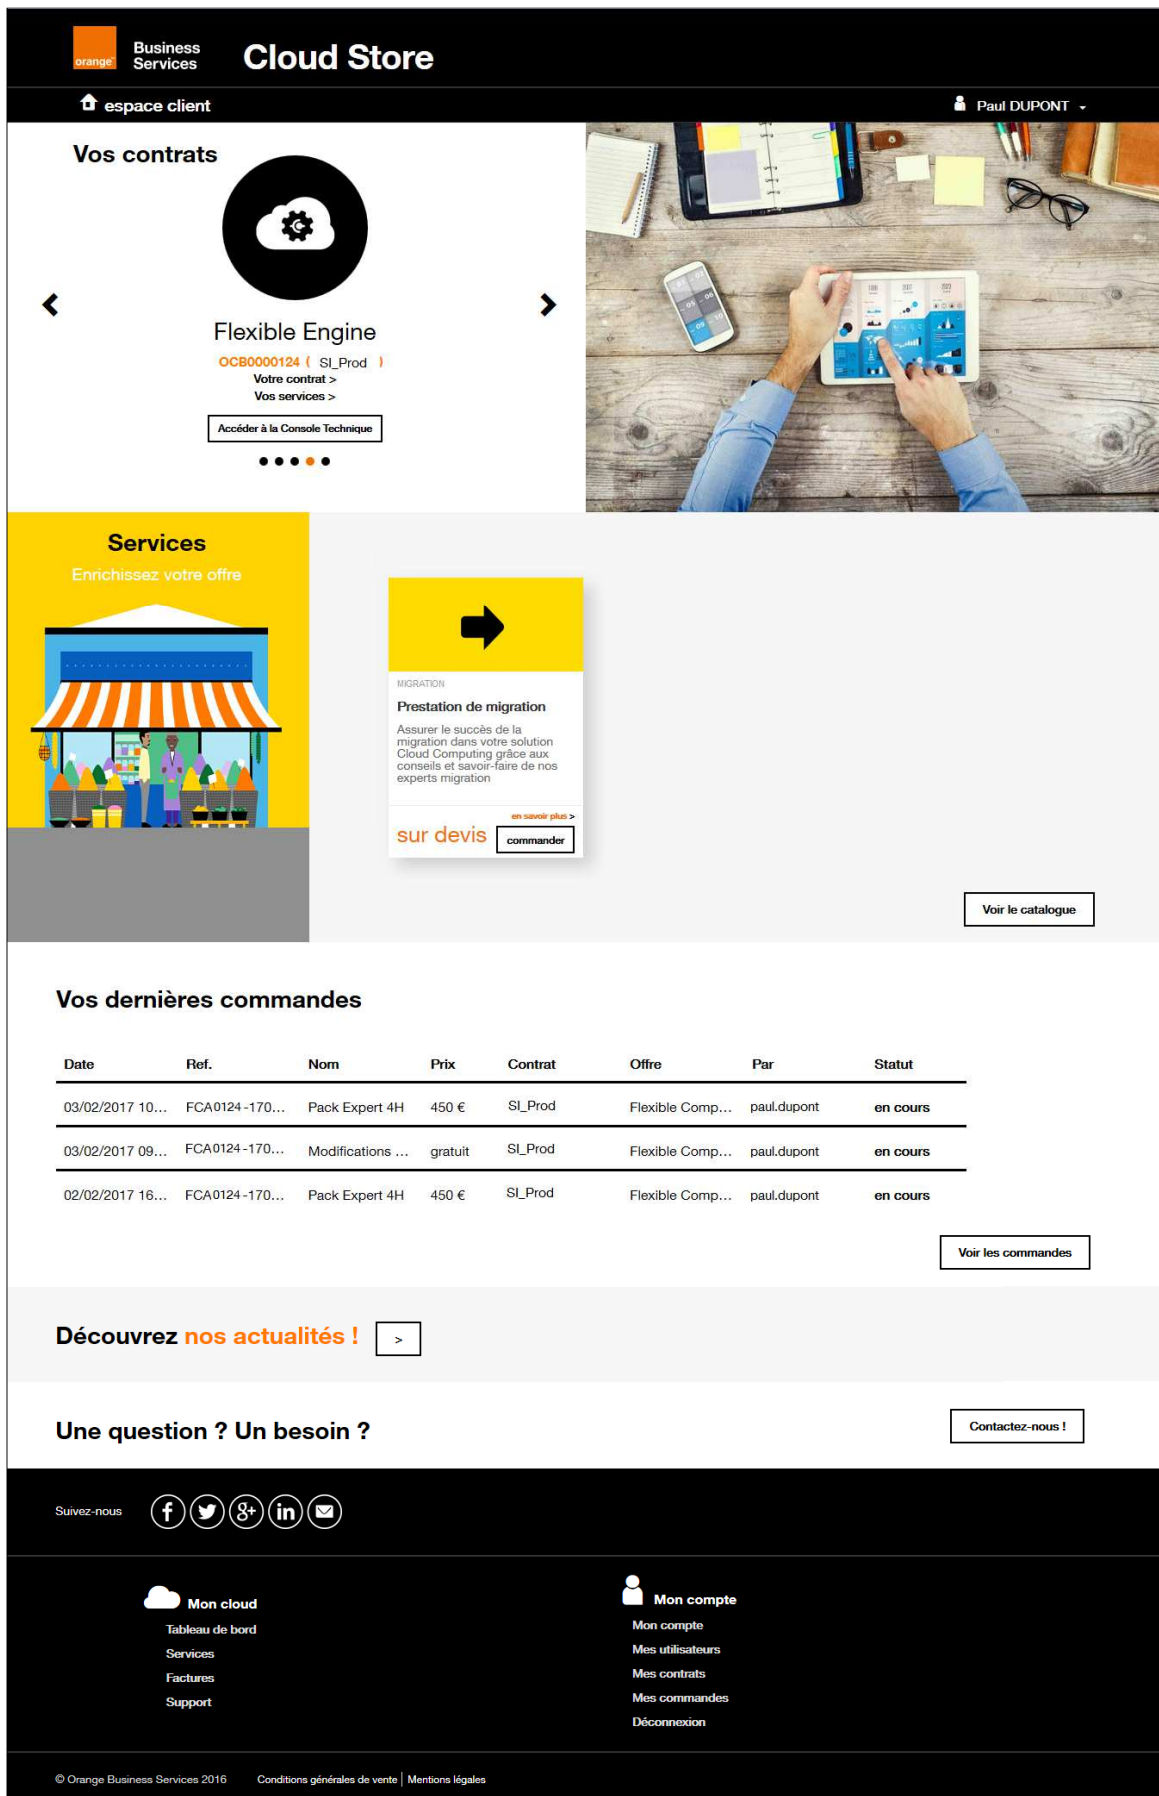 orange™
Business
Services
Cloud Store
espace client
Paul DUPONT
Vos contrats
Flexible Engine
OCB0000124 ( SI_Prod )
Votre contrat >
Vos services >
Accéder à la Console Technique
Services
Enrichissez votre offre
MIGRATION
Prestation de migration
Assurer le succès de la
migration dans votre solution
Cloud Computing grâce aux
conseils et savoir-faire de nos
experts migration
en savoir plus >
sur devis
commander
Voir le catalogue
Vos dernières commandes
Date Ref. Nom Prix Contrat Offre Par Statut
03/02/2017 10... FCA0124-170... Pack Expert 4H 450 € SI_Prod Flexible Comp... paul.dupont en cours
03/02/2017 09... FCA0124-170... Modifications ... gratuit SI_Prod Flexible Comp... paul.dupont en cours
02/02/2017 16... FCA0124-170... Pack Expert 4H 450 € SI_Prod Flexible Comp... paul.dupont en cours
Voir les commandes
Découvrez nos actualités !
>
Une question ? Un besoin ?
Contactez-nous !
Suivez-nous
Mon cloud
Tableau de bord
Services
Factures
Support
Mon compte
Mon compte
Mes utilisateurs
Mes contrats
Mes commandes
Déconnexion
© Orange Business Services 2016 Conditions générales de vente | Mentions légales